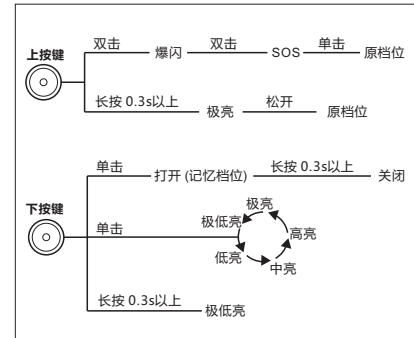 上按键
双击 爆闪 双击 SOS 单击 原档位
长按 0.3s以上 极亮 松开 原档位
下按键
单击 打开 (记忆档位) 长按 0.3s以上 关闭
单击
极亮
极低亮
高亮
低亮
中亮
长按 0.3s以上 极低亮